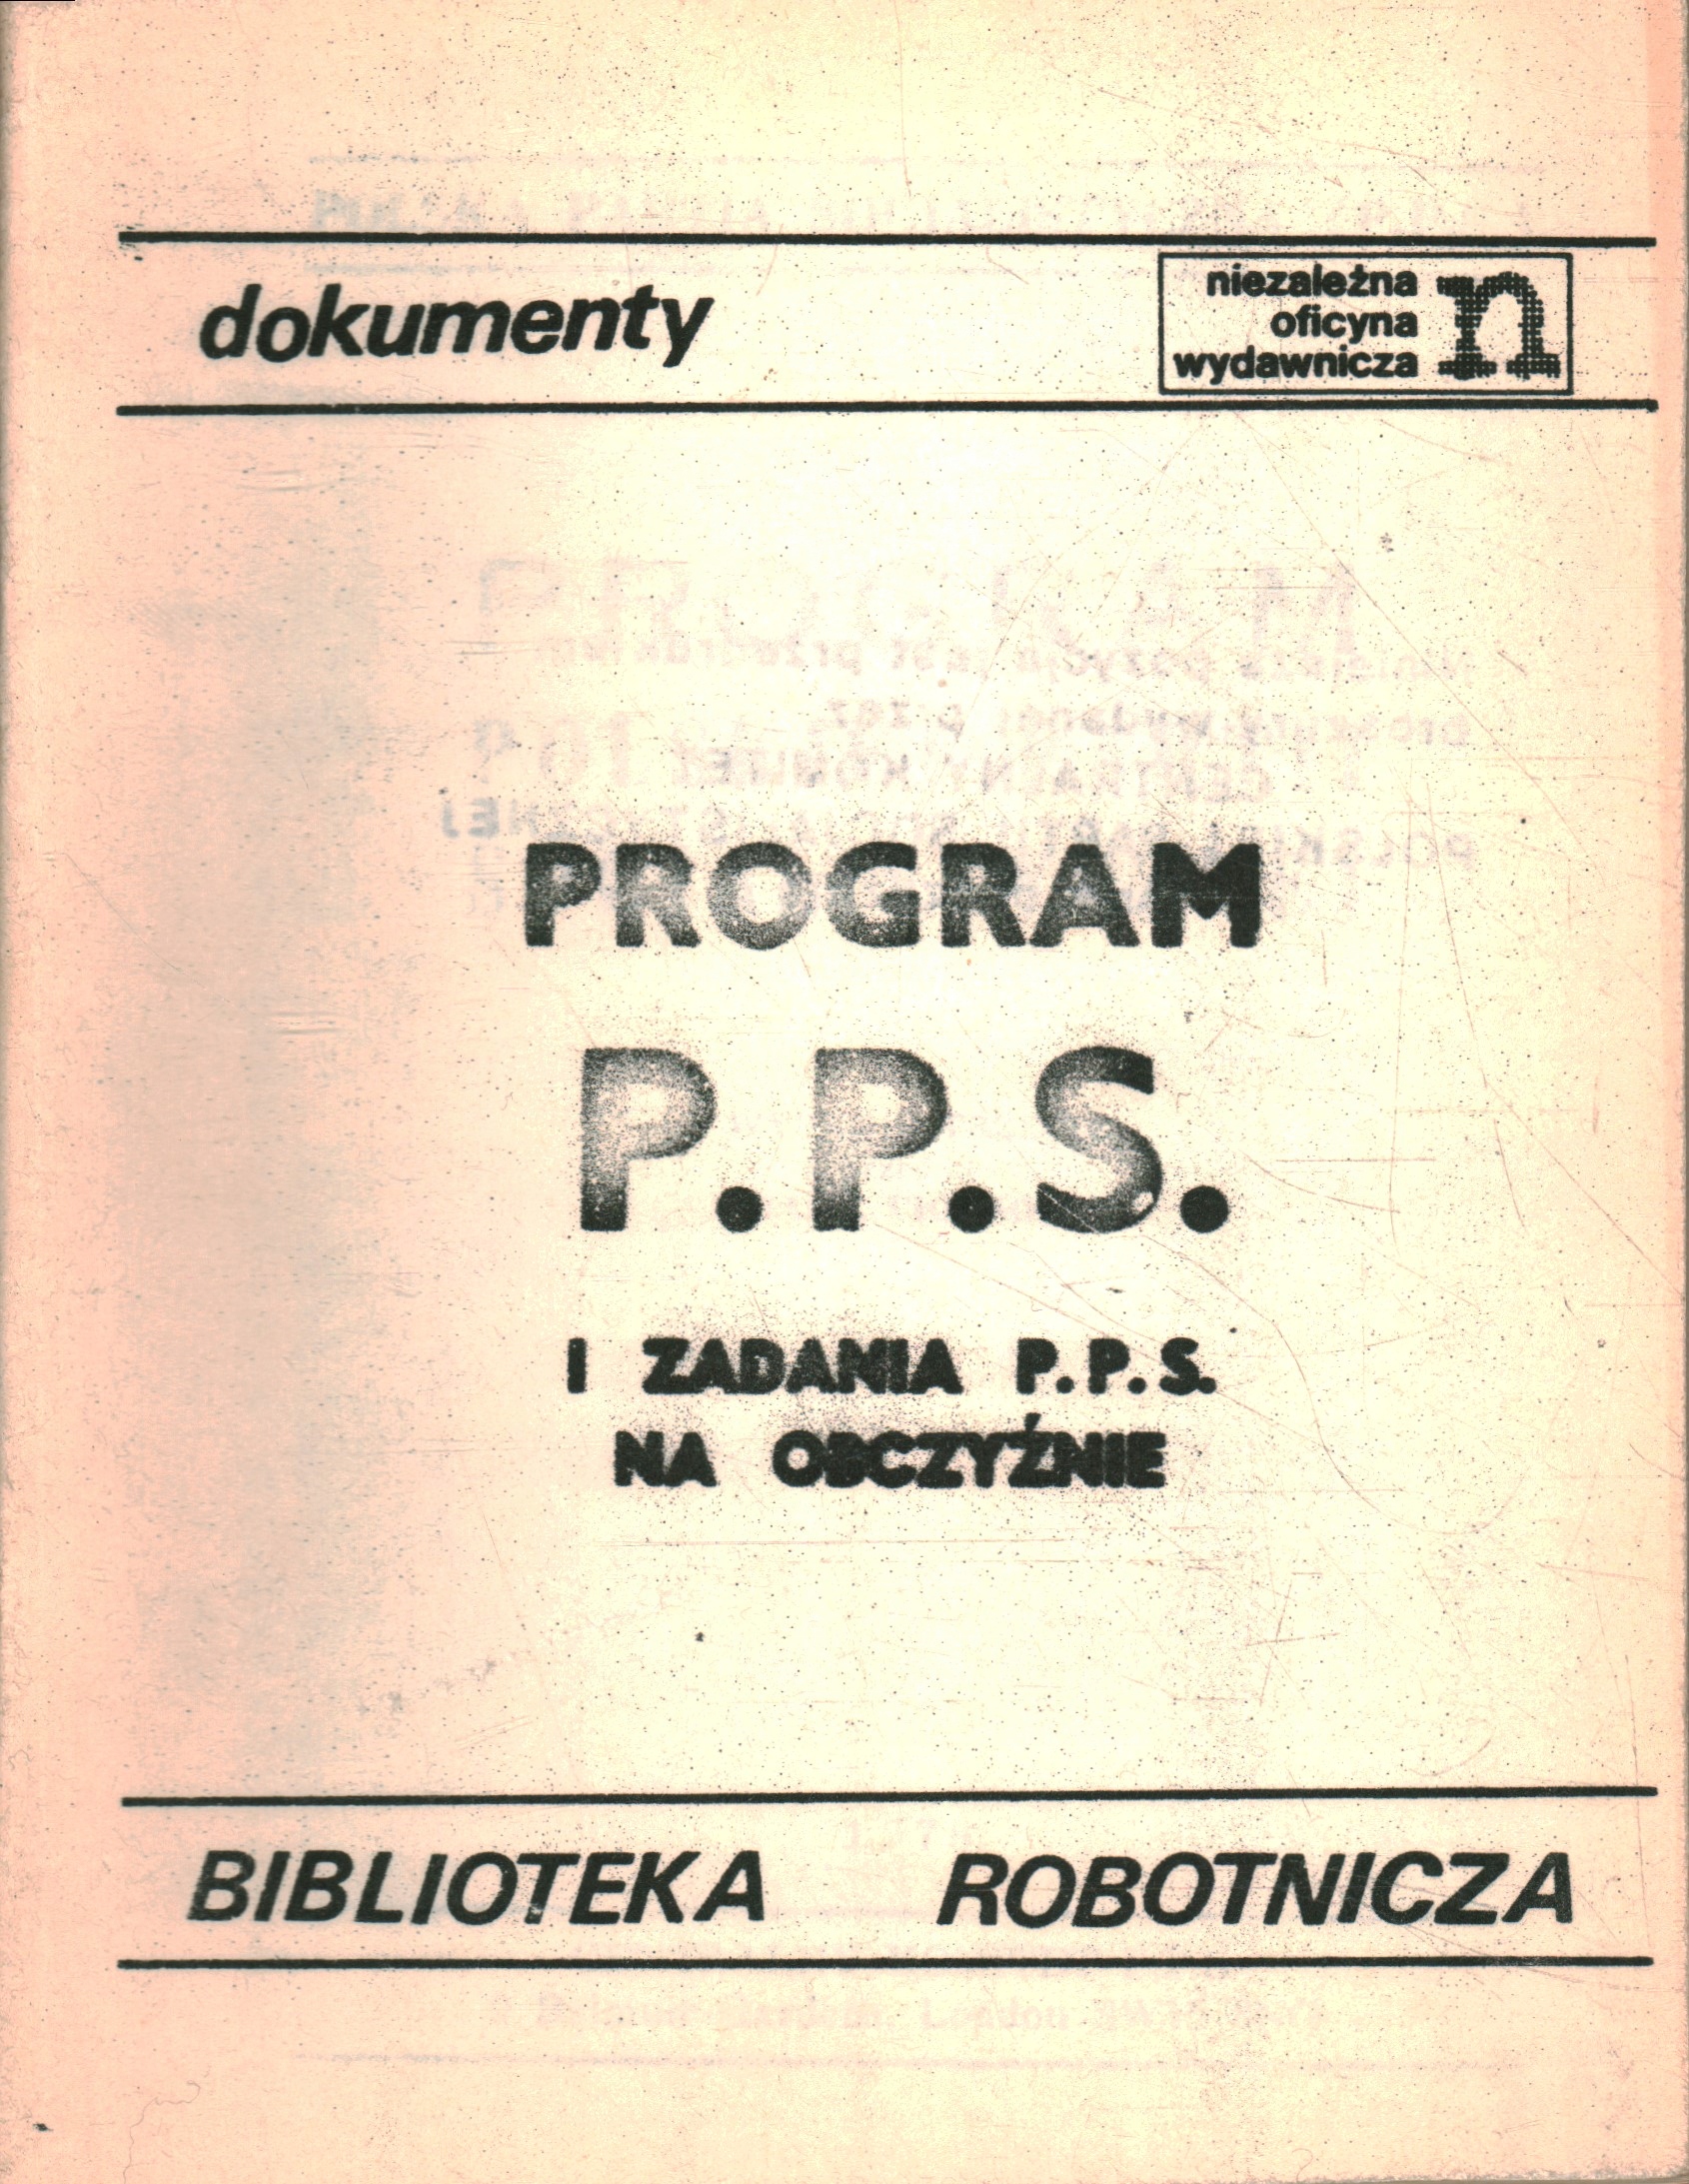 dokumenty
niezależna
oficyna
wydawnicza
n
PROGRAM
P.P.S.
I ZADANIA P.P.S.
NA OBCZYŹNIE
BIBLIOTEKA ROBOTNICZA